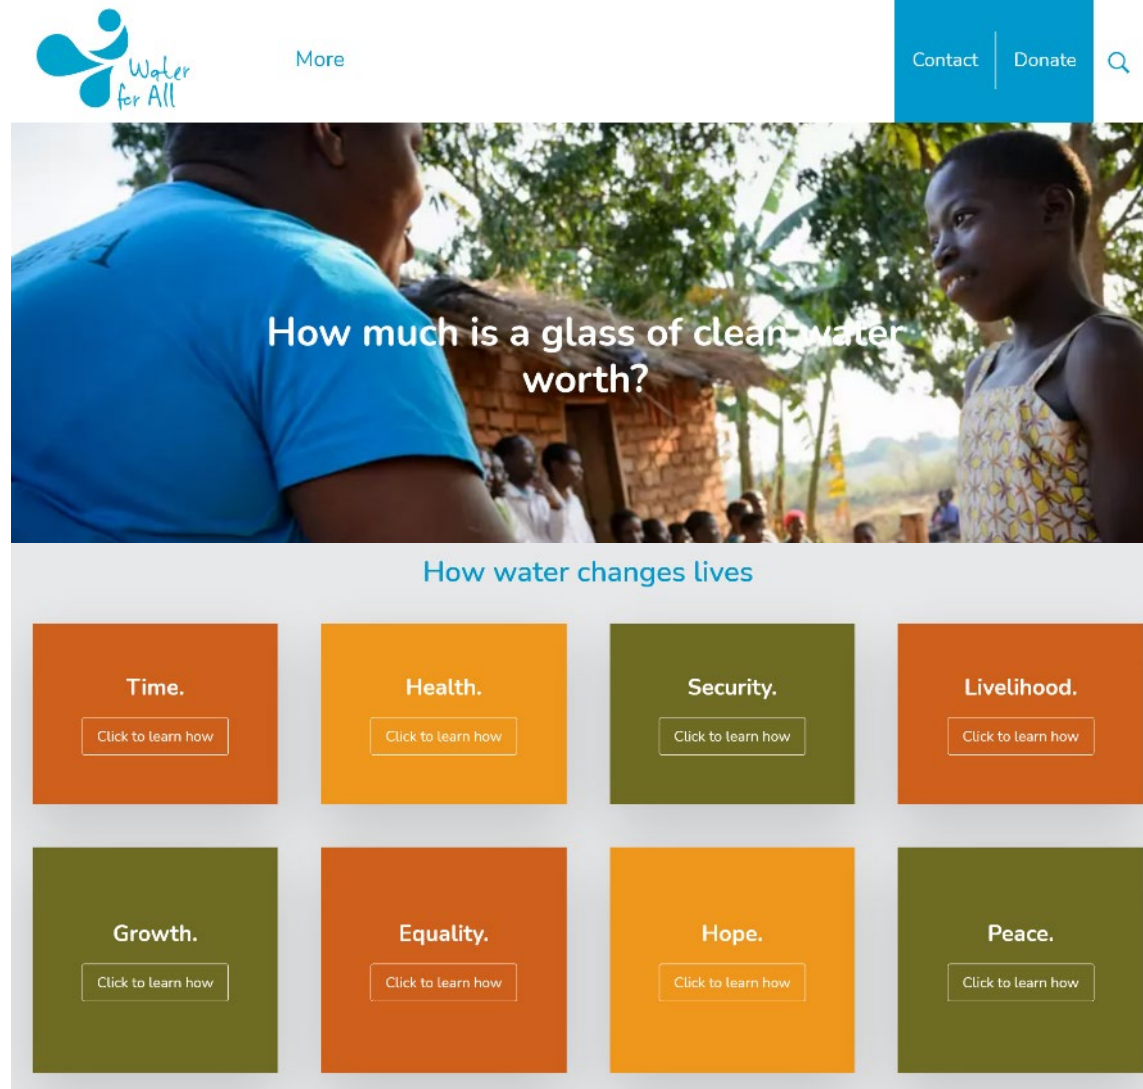 Water
for All
More
Contact
Donate
How much is a glass of clean water
worth?
How water changes lives
Time.
Click to learn how
Health.
Click to learn how
Security.
Click to learn how
Livelihood.
Click to learn how
Growth.
Click to learn how
Equality.
Click to learn how
Hope.
Click to learn how
Peace.
Click to learn how